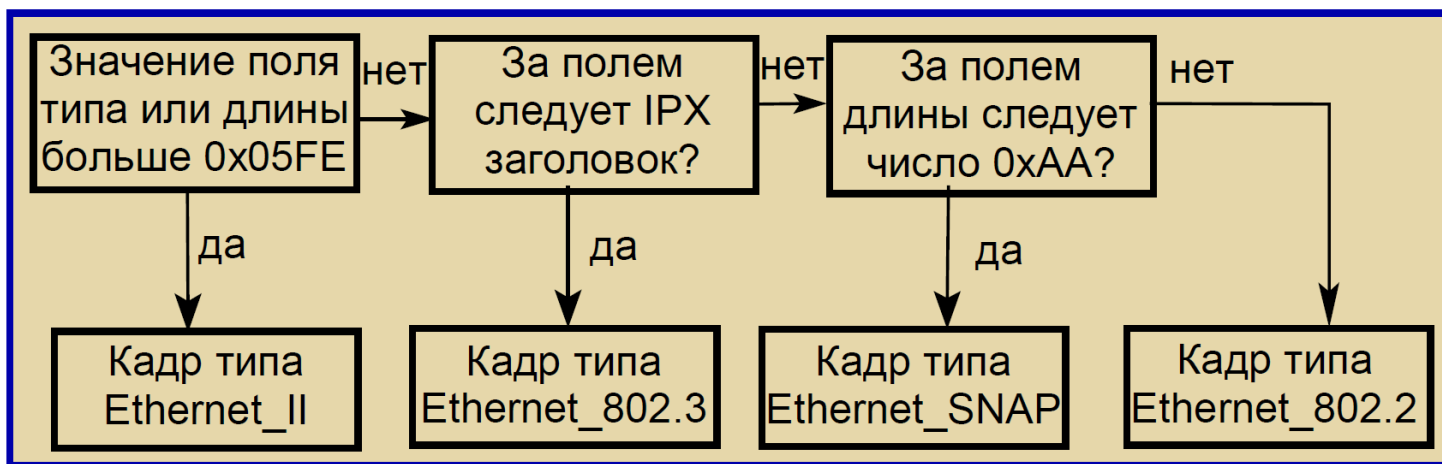 Значение поля
типа или длины
больше 0x05FE
нет
За полем
следует IPX
заголовок?
нет
За полем
длины следует
число 0xAA?
нет
да
да
да
Кадр типа
Ethernet_II
Кадр типа
Ethernet_802.3
Кадр типа
Ethernet_SNAP
Кадр типа
Ethernet_802.2